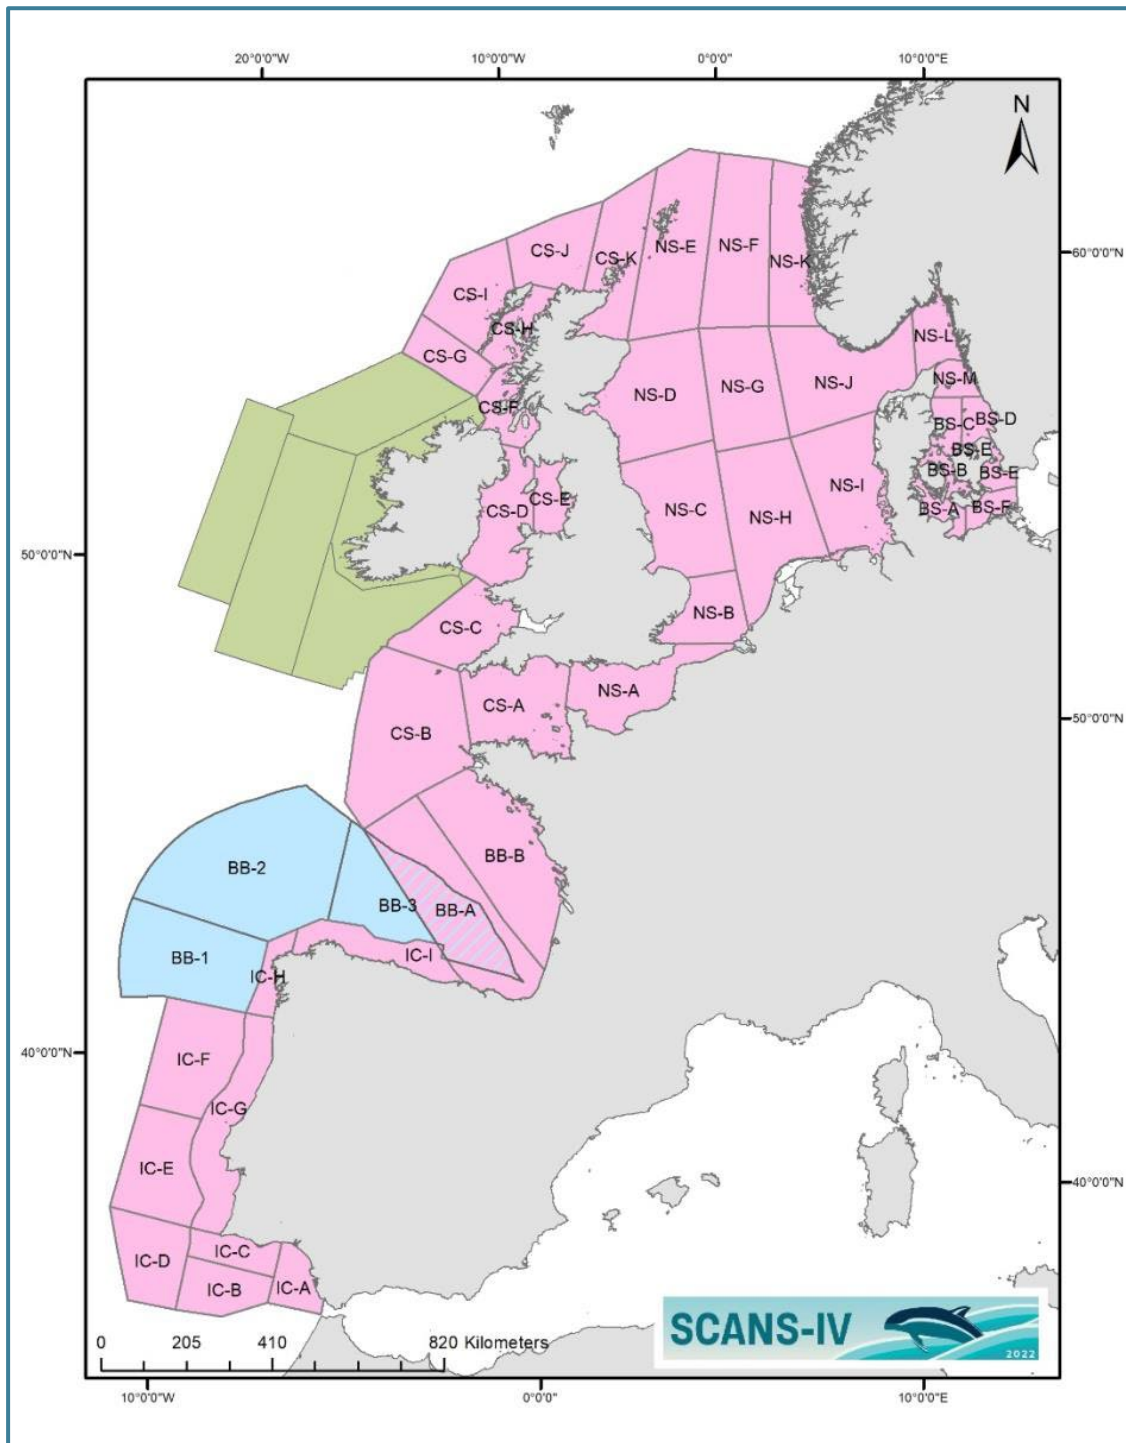 20°0'0"W 10°0'0"W 0°0'0" 10°0'0"E
N
60°0'0"N
CS-J
CS-K
NS-E
NS-F
NS-K
CS-I
CS-H
CS-G
NS-L
NS-M
NS-D
NS-G
NS-J
CS-F
BS-C
BS-D
BS-E
BS-B
BS-E
BS-A
BS-F
CS-D
CS-E
NS-C
NS-H
NS-I
50°0'0"N
CS-C
NS-B
CS-A
NS-A
CS-B
50°0'0"N
BB-B
BB-2
BB-3
BB-A
BB-1
IC-H
IC-I
40°0'0"N
IC-F
IC-G
IC-E
40°0'0"N
IC-D
IC-C
IC-B
IC-A
SCANS-IV
2022
0 205 410 820 Kilometers
10°0'0"W 0°0'0" 10°0'0"E